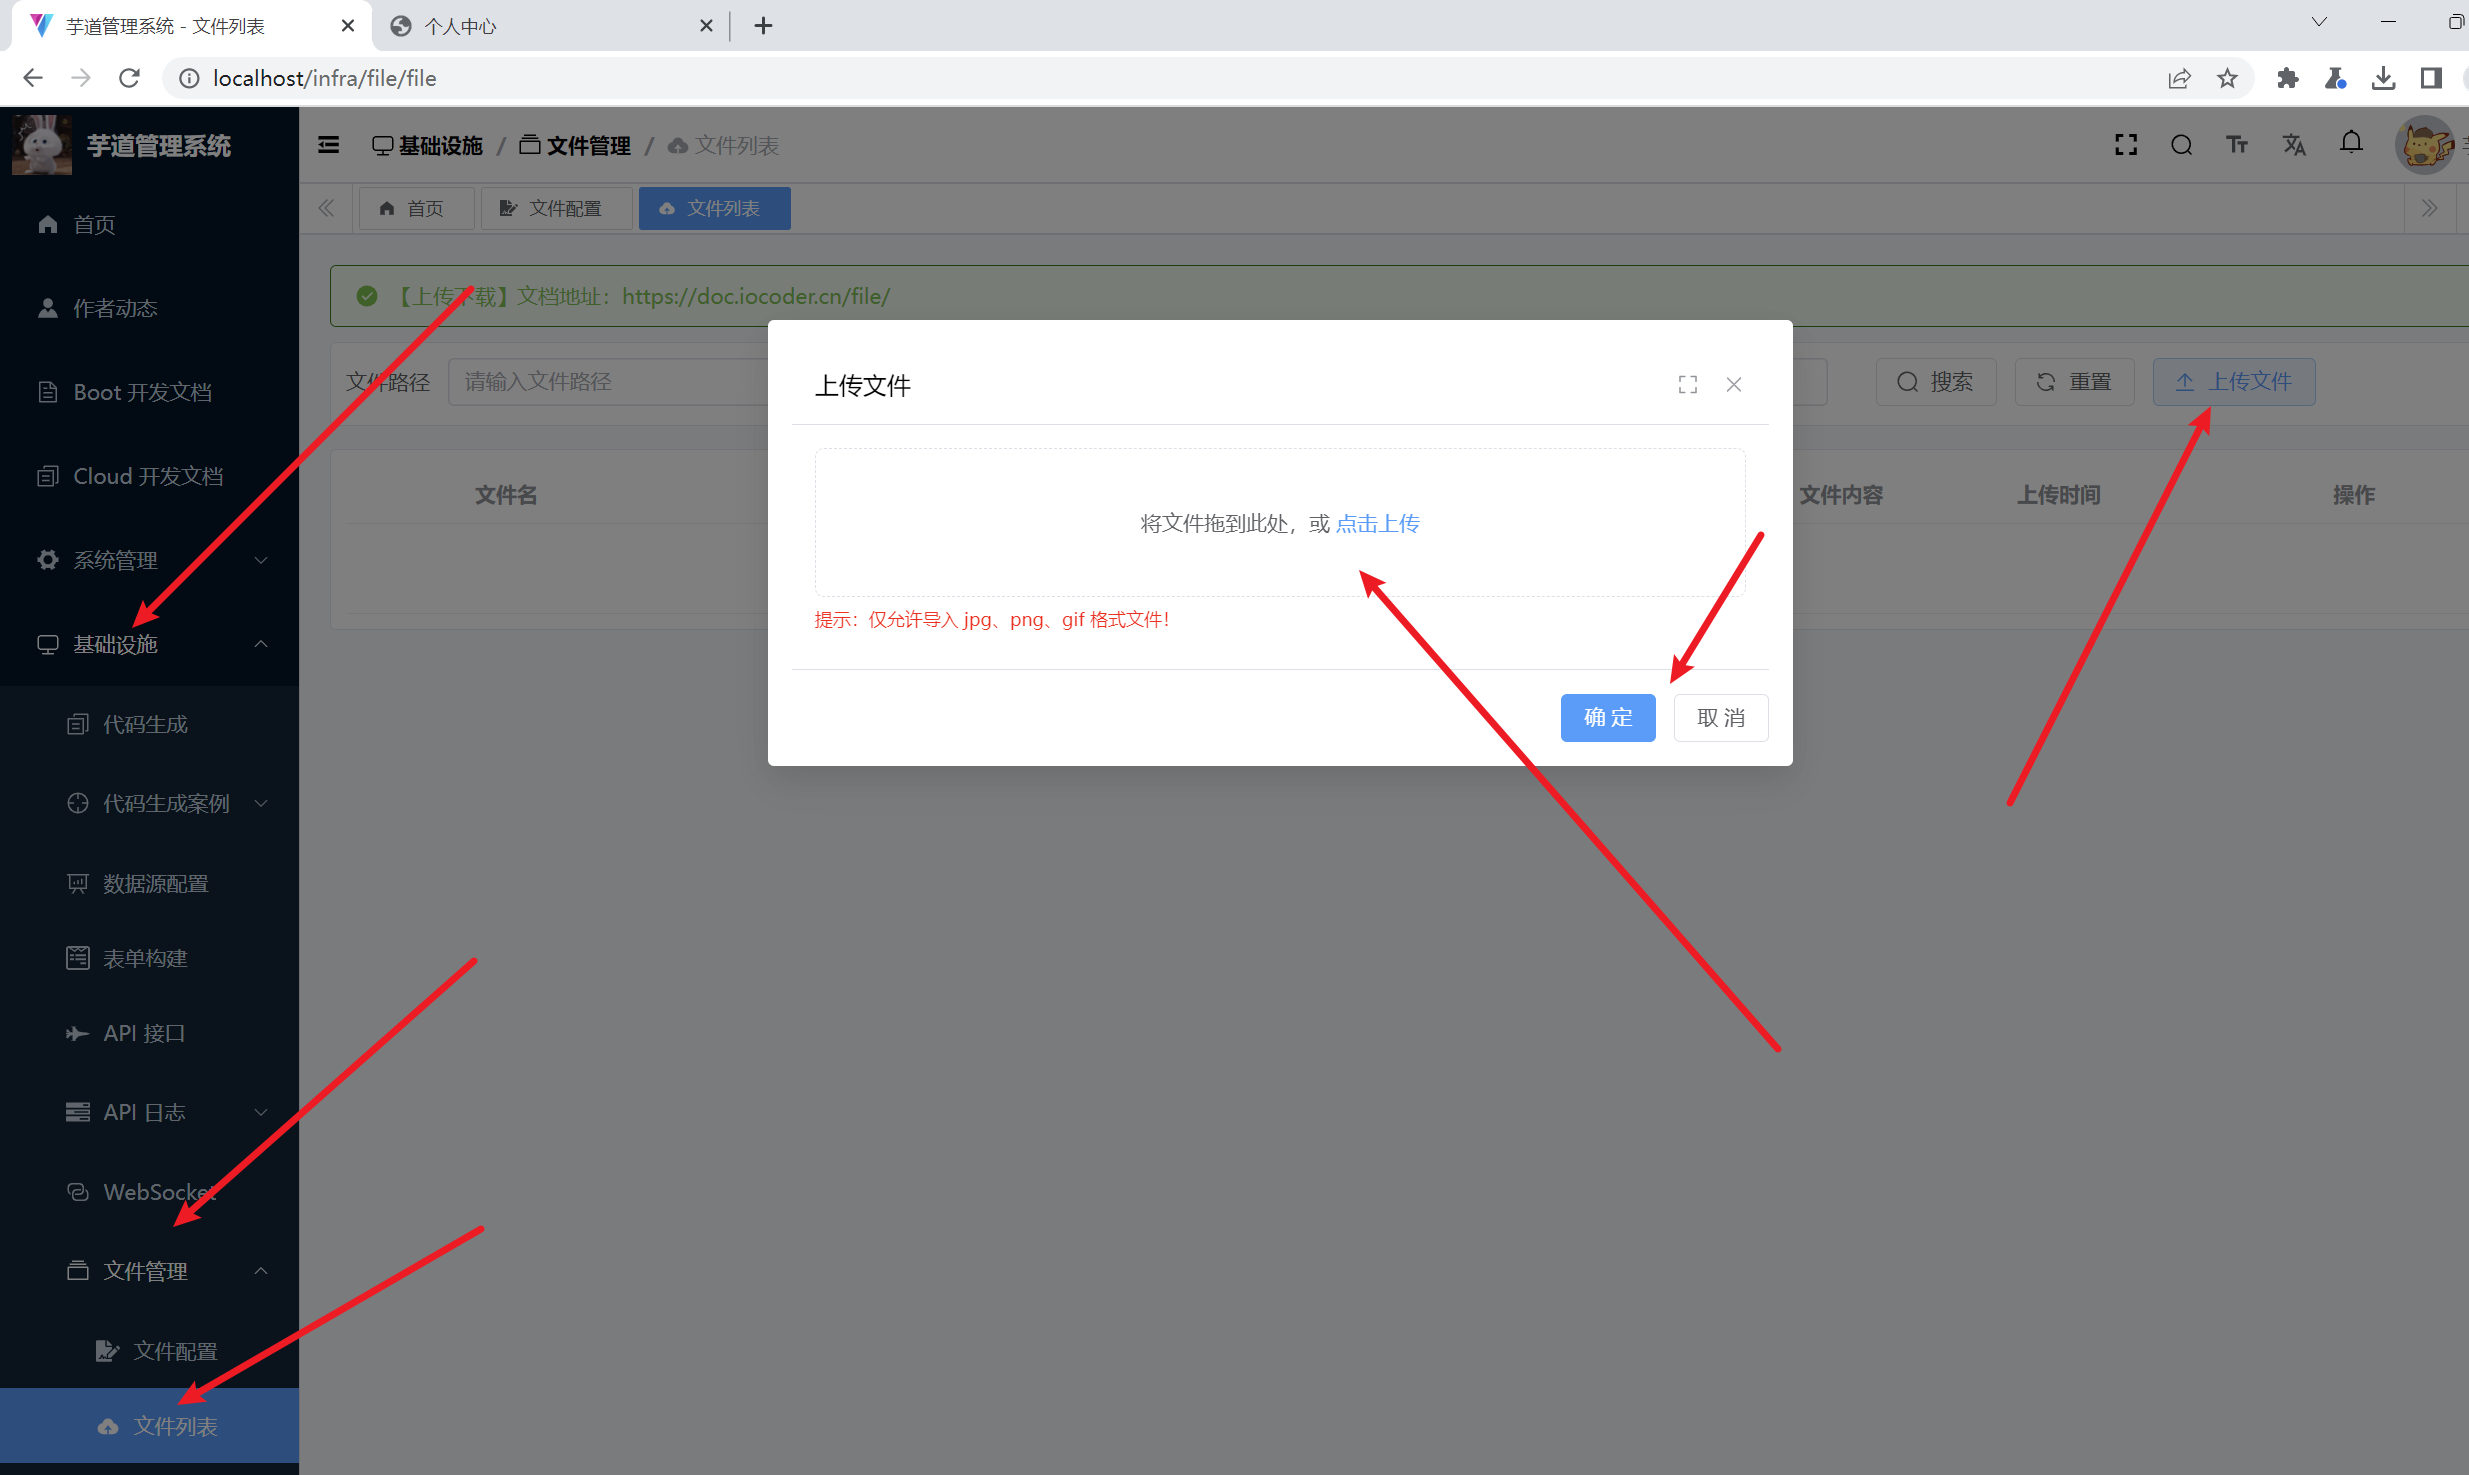 芋道管理系统 - 文件列表
个人中心
localhost/infra/file/file
芋道管理系统
基础设施 / 文件管理 / 文件列表
首页
文件配置
文件列表
首页
作者动态
Boot 开发文档
Cloud 开发文档
系统管理
基础设施
代码生成
代码生成案例
数据源配置
表单构建
API 接口
API 日志
WebSocket
文件管理
文件配置
文件列表
【上传下载】文档地址：https://doc.iocoder.cn/file/
文件路径
请输入文件路径
搜索
重置
上传文件
文件名
文件内容
上传时间
操作
上传文件
将文件拖到此处，或 点击上传
提示：仅允许导入 jpg、png、gif 格式文件！
确 定
取 消